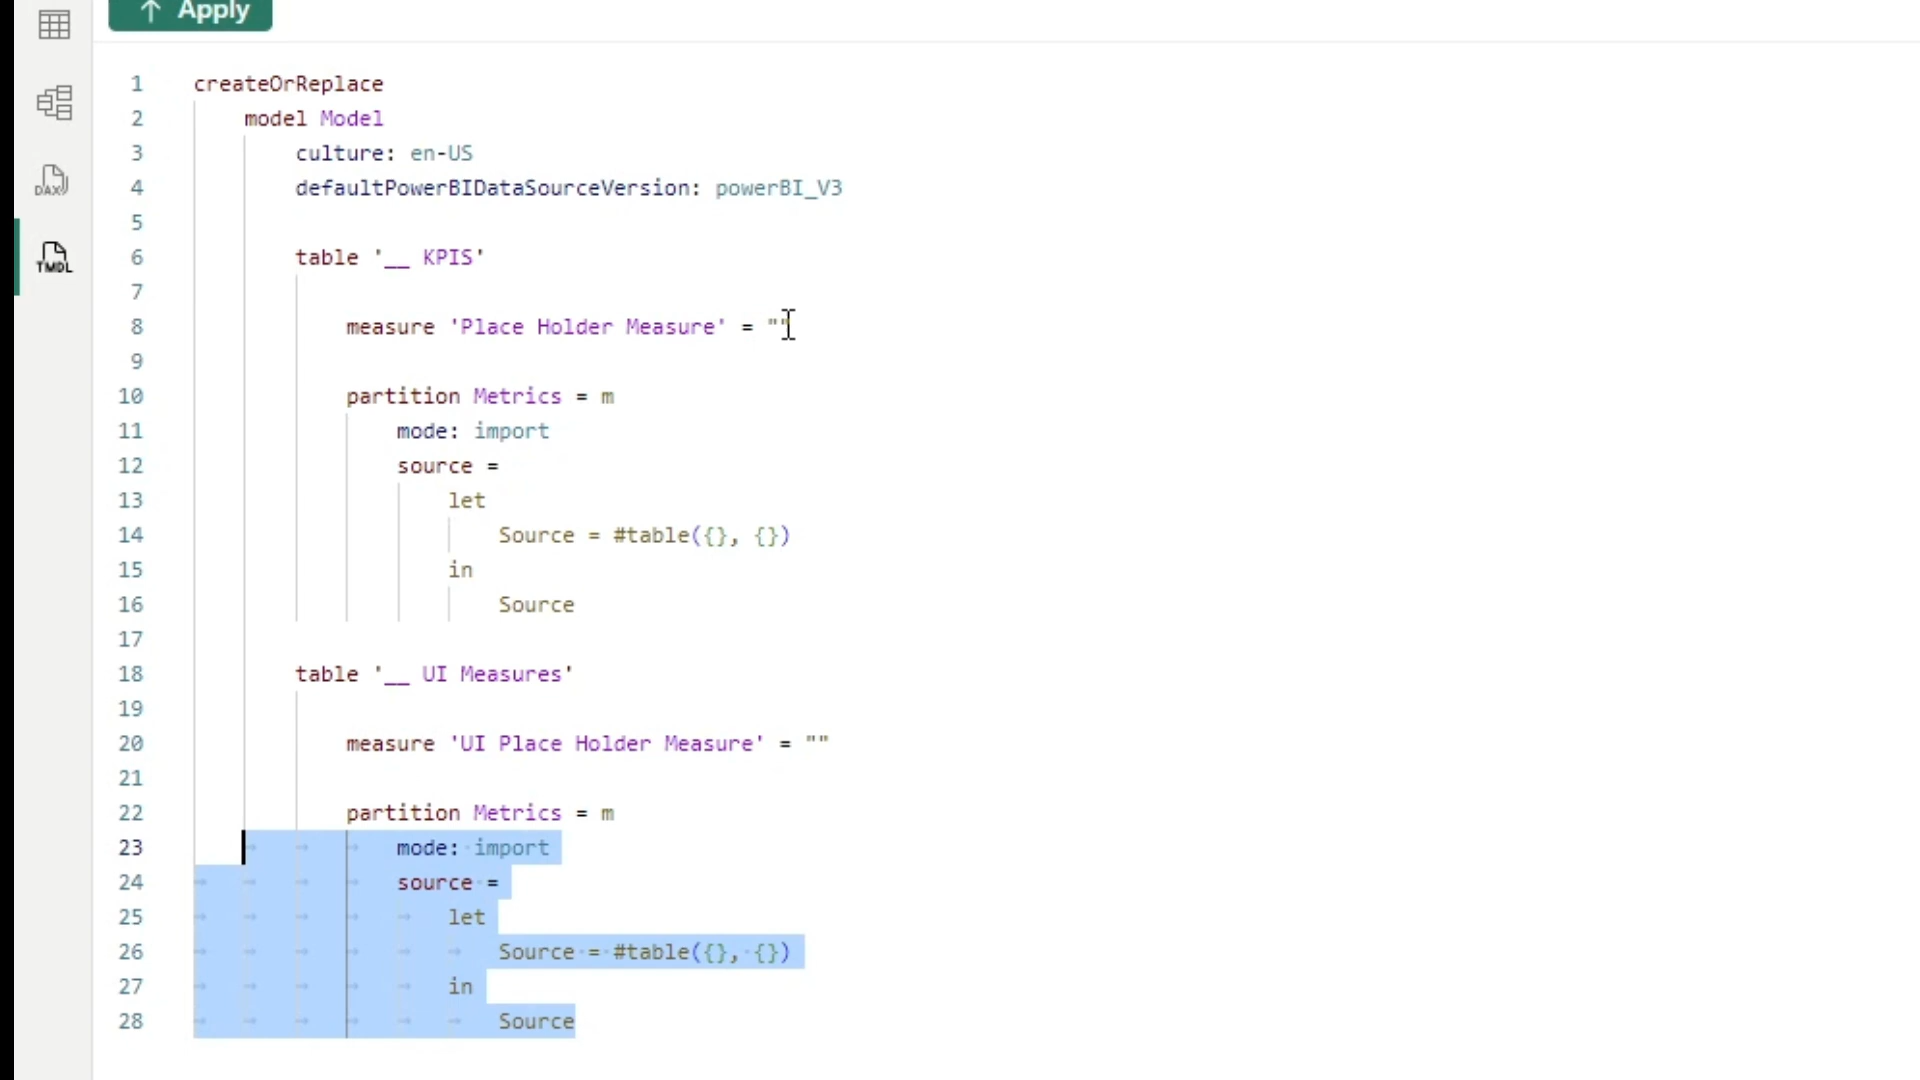 Apply
DAX
TMDL
1 createOrReplace
2 model Model
3 culture: en-US
4 defaultPowerBIDataSourceVersion: powerBI_V3
5
6 table '__ KPIS'
7
8 measure 'Place Holder Measure' = ""
9
10 partition Metrics = m
11 mode: import
12 source =
13 let
14 Source = #table({}, {})
15 in
16 Source
17
18 table '__ UI Measures'
19
20 measure 'UI Place Holder Measure' = ""
21
22 partition Metrics = m
23 mode: import
24 source =
25 let
26 Source = #table({}, {})
27 in
28 Source